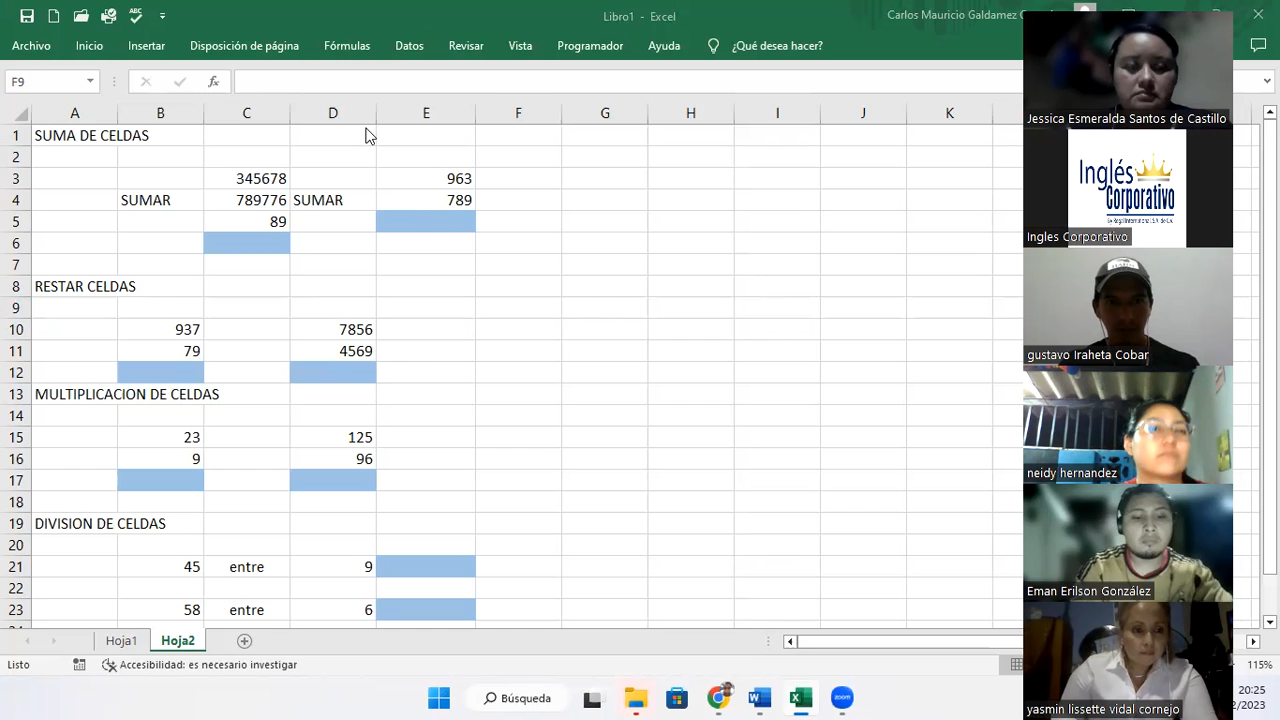 Libro1 - Excel
Carlos Mauricio Galdamez
Archivo Inicio Insertar Disposición de página Fórmulas Datos Revisar Vista Programador Ayuda ¿Qué desea hacer?
F9 fx
A B C D E F G H I J K
1 SUMA DE CELDAS
2
3 345678 963
4 SUMAR 789776 SUMAR 789
5 89
6
7
8 RESTAR CELDAS
9
10 937 7856
11 79 4569
12
13 MULTIPLICACION DE CELDAS
14
15 23 125
16 9 96
17
18
19 DIVISION DE CELDAS
20
21 45 entre 9
22
23 58 entre 6
Hoja1 Hoja2
Listo Accesibilidad: es necesario investigar 115%
Búsqueda
W X zoom
20:25
2/2023
Jessica Esmeralda Santos de Castillo
Inglés
Corporativo
Ingles Corporativo
gustavo Iraheta Cobar
neidy hernandez
Eman Erilson González
yasmin lissette vidal cornejo